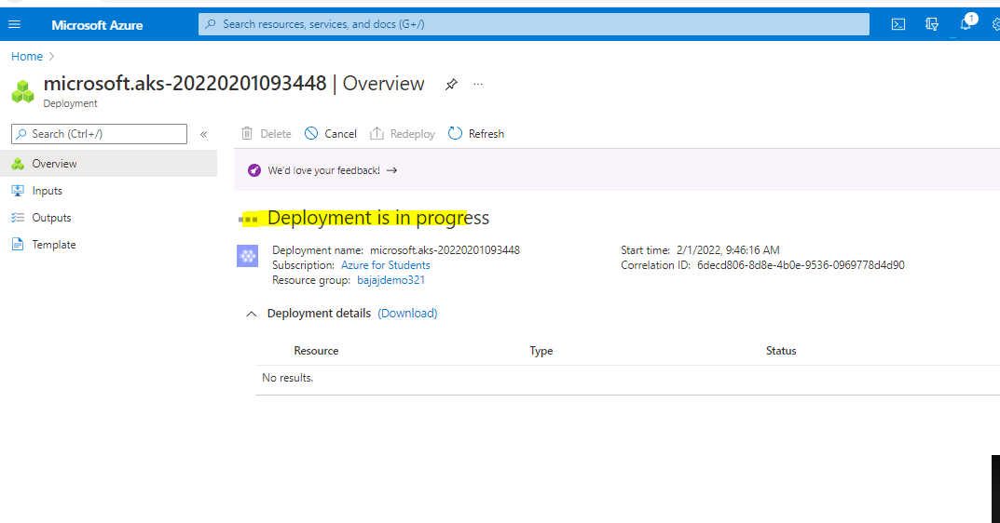 Microsoft Azure
Search resources, services, and docs (G+/)
1
Home >
microsoft.aks-20220201093448 | Overview ...
Deployment
Search (Ctrl+/) «
Delete Cancel Redeploy Refresh
Overview
Inputs
Outputs
Template
We'd love your feedback! →
Deployment is in progress
Deployment name: microsoft.aks-20220201093448
Subscription: Azure for Students
Resource group: bajajdemo321
Start time: 2/1/2022, 9:46:16 AM
Correlation ID: 6decd806-8d8e-4b0e-9536-0969778d4d90
Deployment details (Download)
Resource Type Status
No results.